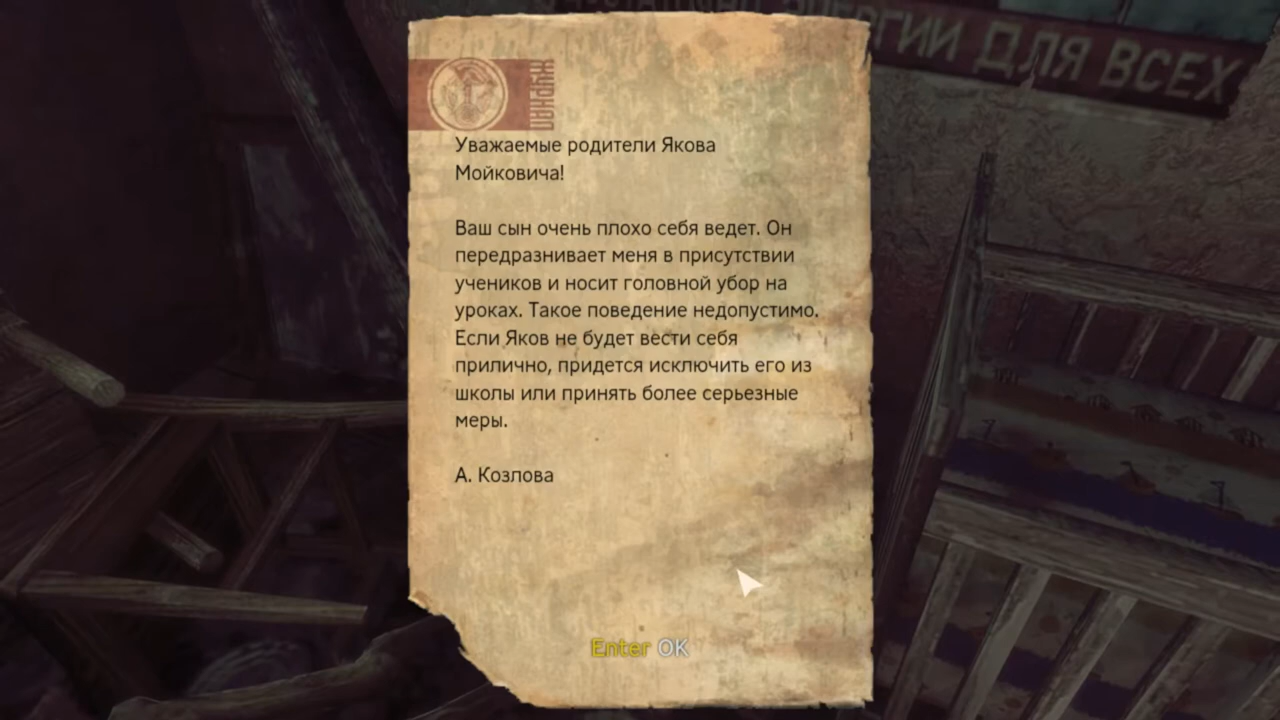 ГИИ ДЛЯ ВСЕХ
Уважаемые родители Якова
Мойковича!
Ваш сын очень плохо себя ведет. Он
передразнивает меня в присутствии
учеников и носит головной убор на
уроках. Такое поведение недопустимо.
Если Яков не будет вести себя
прилично, придется исключить его из
школы или принять более серьезные
меры.
А. Козлова
Enter OK